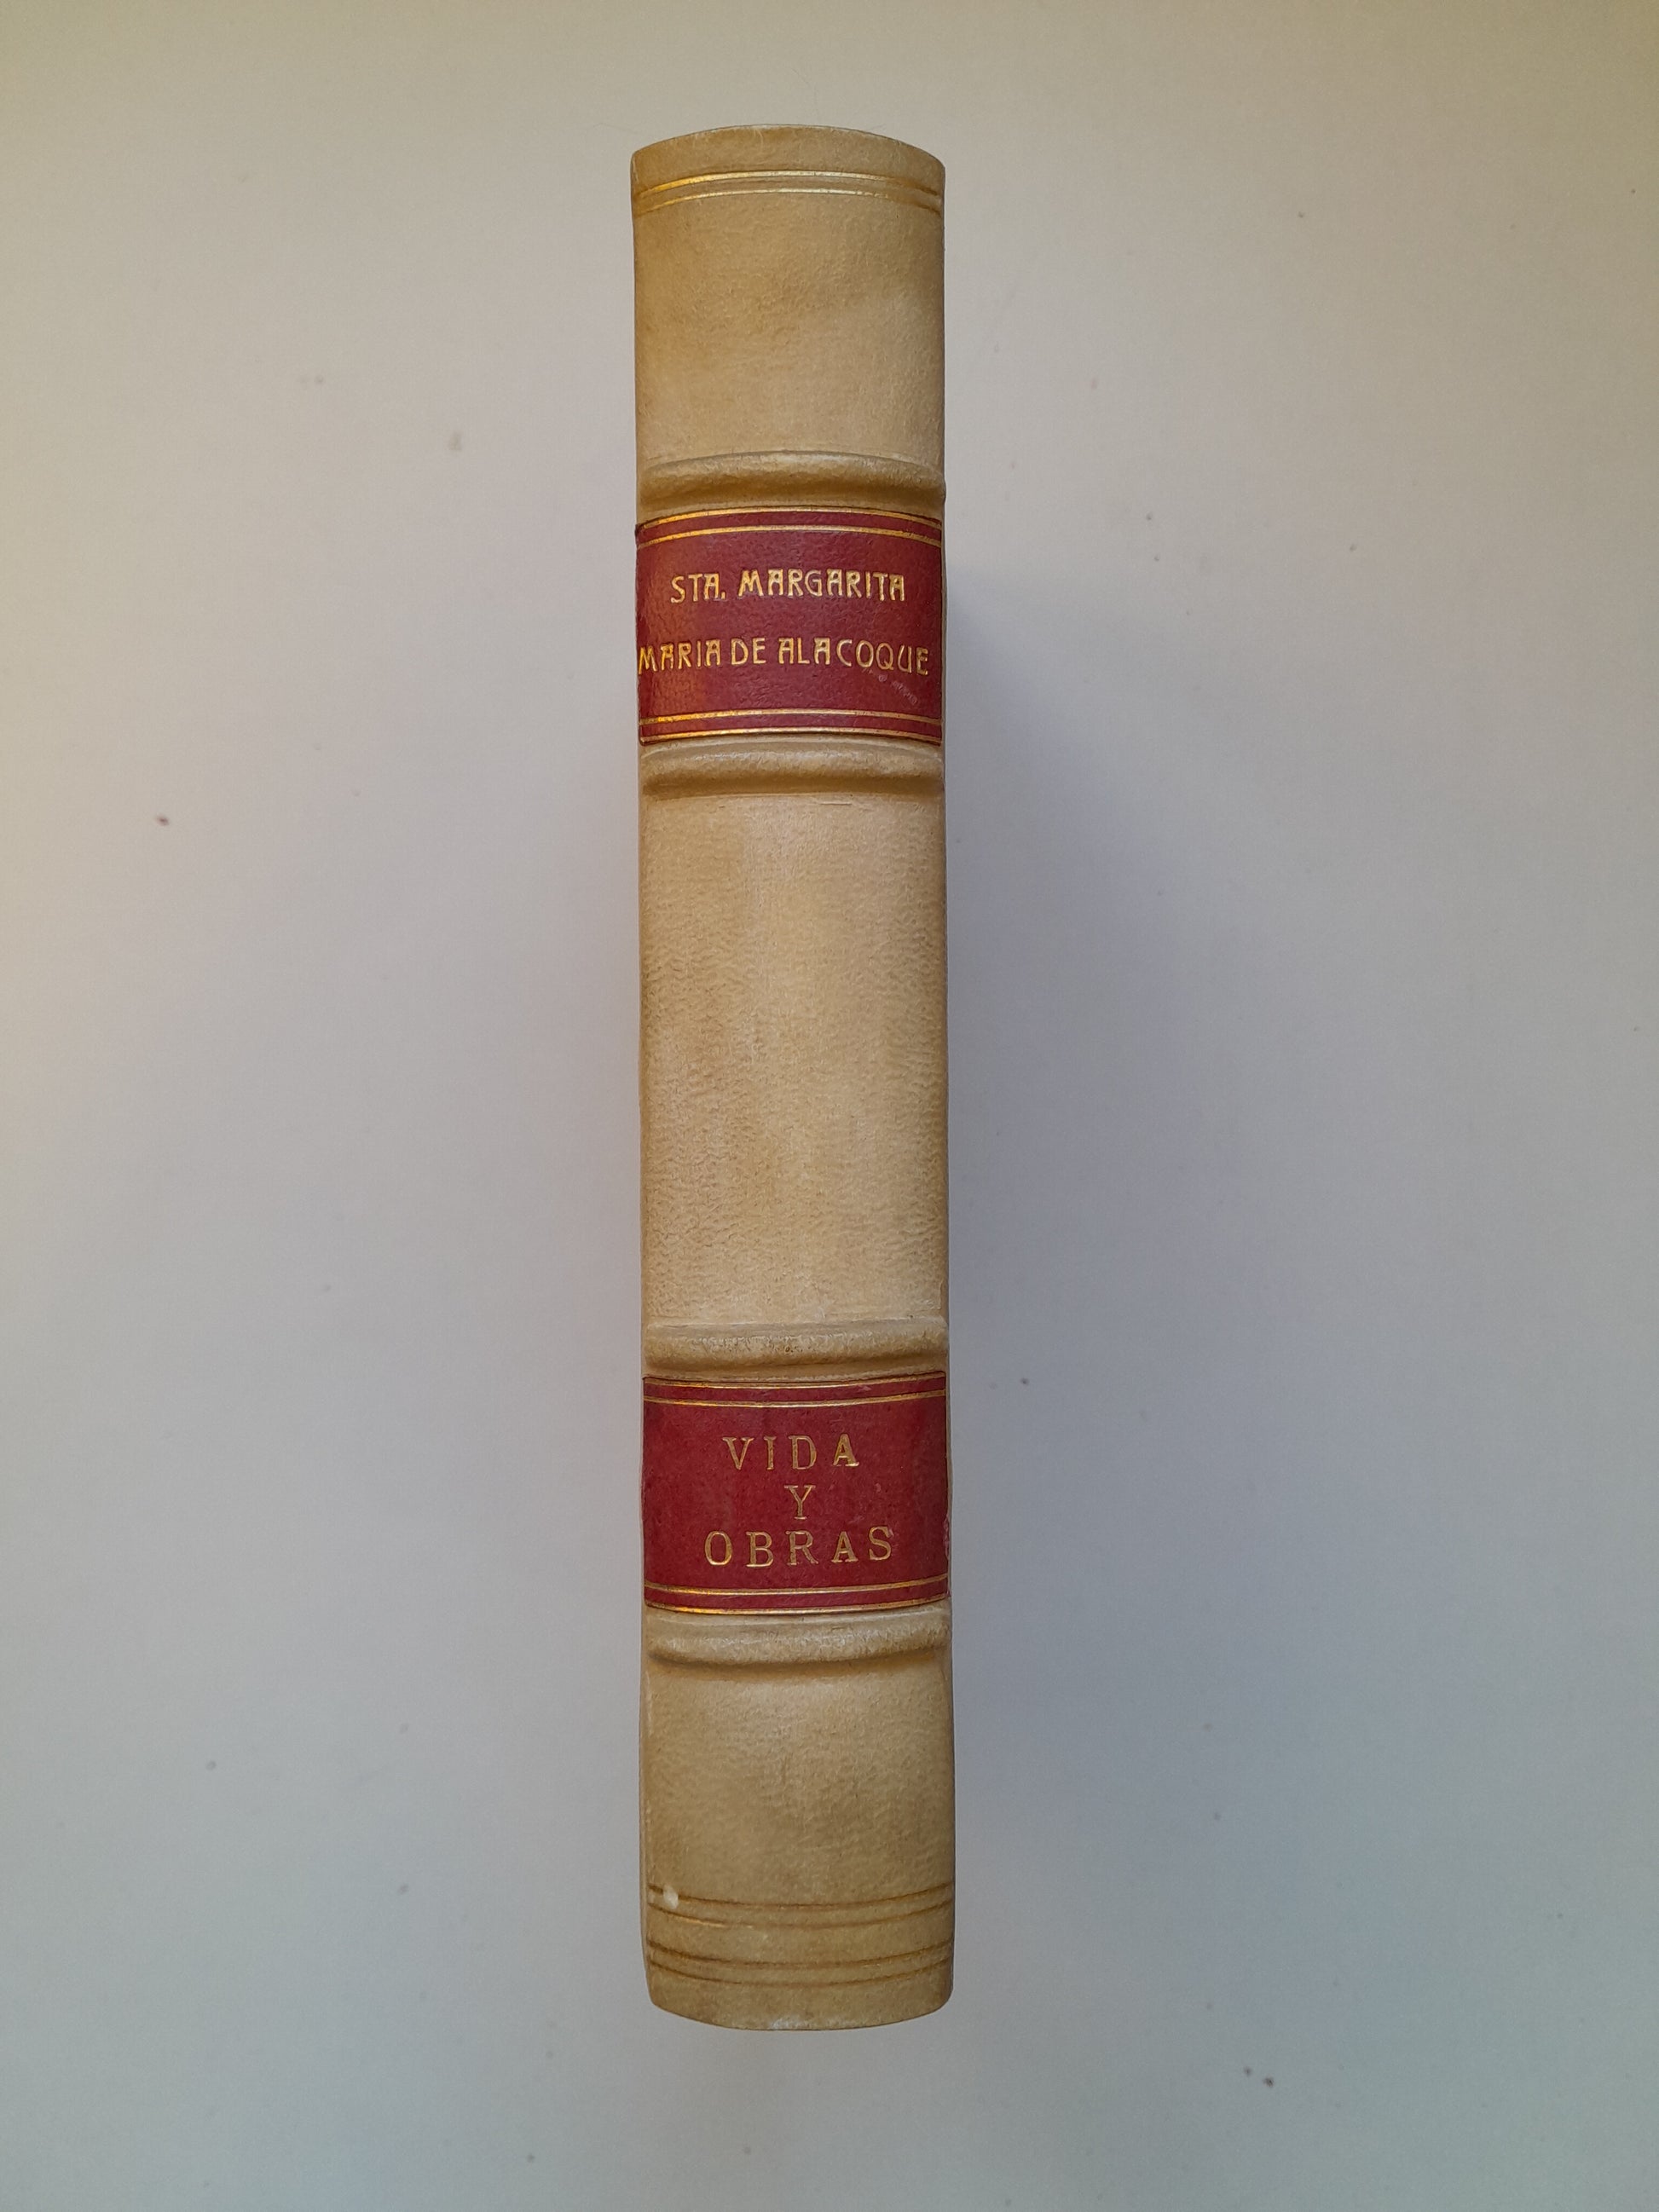 STA. MARGARITA
MARIA DE ALACOQUE
VIDA
Y
OBRAS